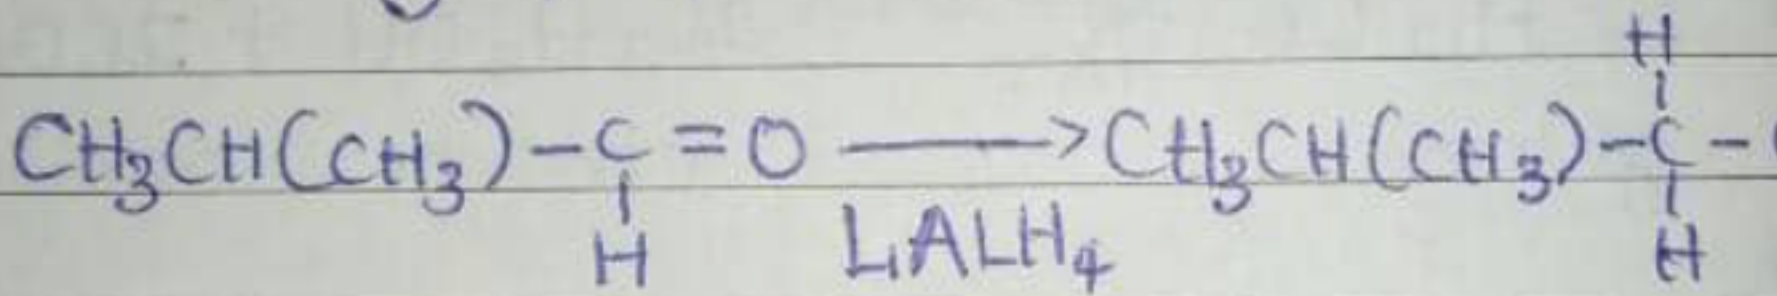 H
CH₃CH(CH₃)-C=O ⟶ CH₃CH(CH₃)-C-
H LiALH₄ H